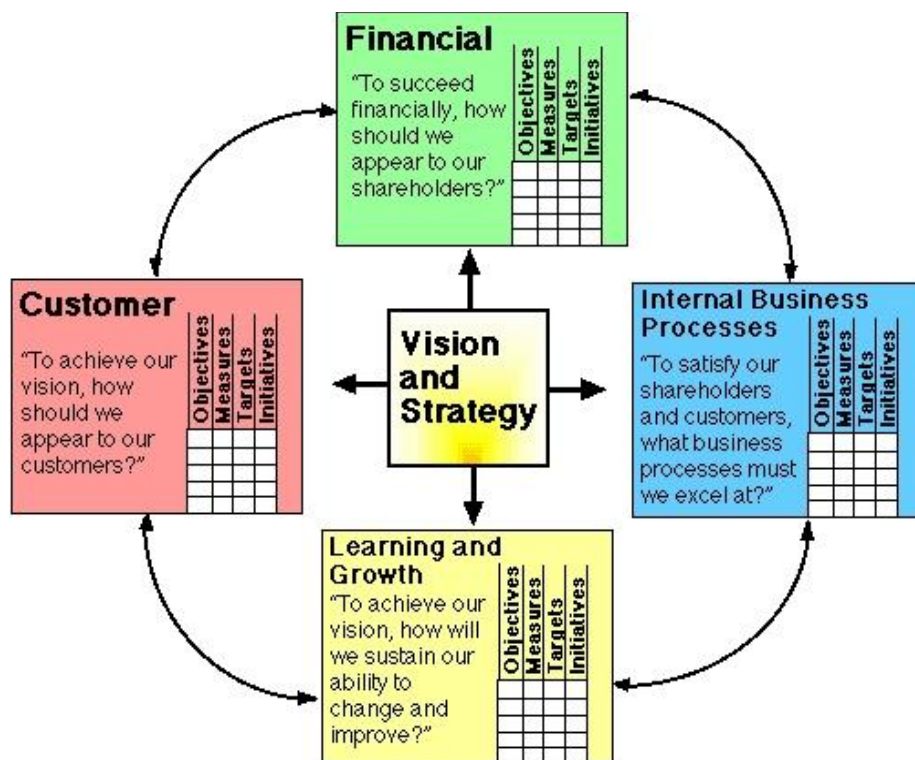 Financial
“To succeed
financially, how
should we
appear to our
shareholders?”
Objectives
Measures
Targets
Initiatives
Customer
“To achieve our
vision, how
should we
appear to our
customers?”
Objectives
Measures
Targets
Initiatives
Vision
and
Strategy
Internal Business
Processes
“To satisfy our
shareholders
and customers,
what business
processes must
we excel at?”
Objectives
Measures
Targets
Initiatives
Learning and
Growth
“To achieve our
vision, how will
we sustain our
ability to
change and
improve?”
Objectives
Measures
Targets
Initiatives